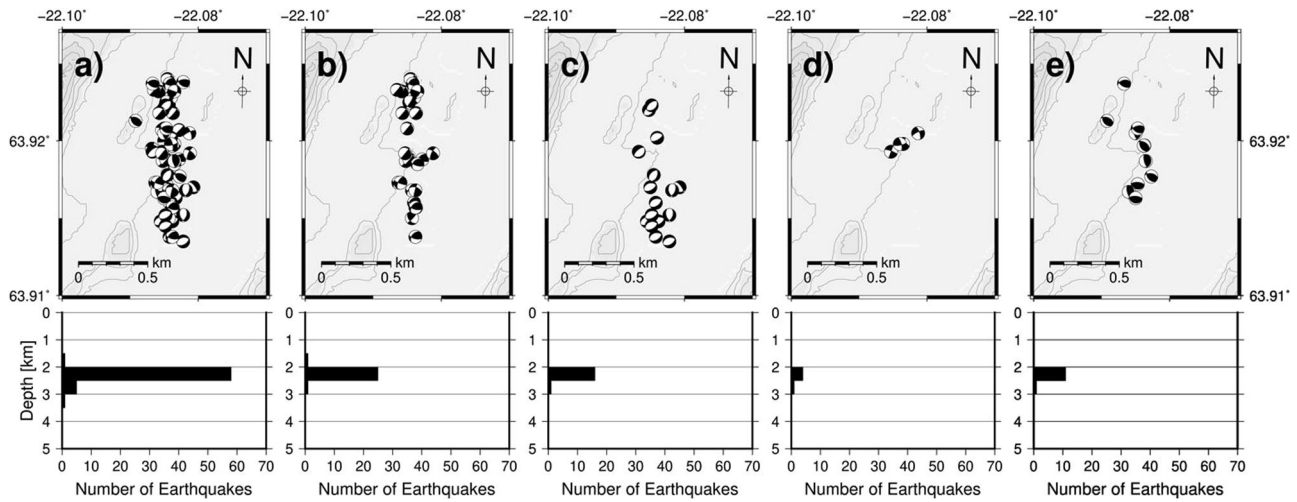 −22.10° −22.08° −22.10° −22.08° −22.10° −22.08° −22.10° −22.08° −22.10° −22.08°
a) N b) N c) N d) N e) N
63.92° 63.92°
km km km km km
0 0.5 0 0.5 0 0.5 0 0.5 0 0.5
63.91° 63.91°
0 0 0 0 0 0
1 1 1 1 1 1
2 2 2 2 2 2
3 3 3 3 3 3
4 4 4 4 4 4
5 5 5 5 5 5
Depth [km]
0 10 20 30 40 50 60 70 0 10 20 30 40 50 60 70 0 10 20 30 40 50 60 70 0 10 20 30 40 50 60 70 0 10 20 30 40 50 60 70
Number of Earthquakes Number of Earthquakes Number of Earthquakes Number of Earthquakes Number of Earthquakes